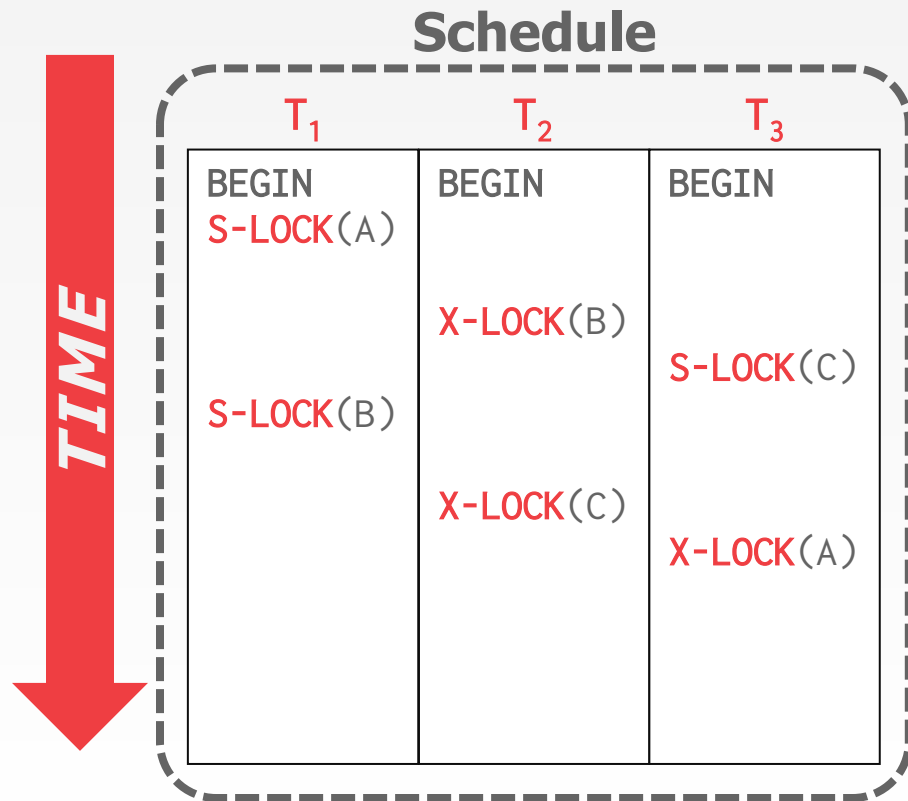 Schedule
TIME
T₁ T₂ T₃
BEGIN BEGIN BEGIN
S-LOCK(A)
X-LOCK(B)
S-LOCK(C)
S-LOCK(B)
X-LOCK(C)
X-LOCK(A)